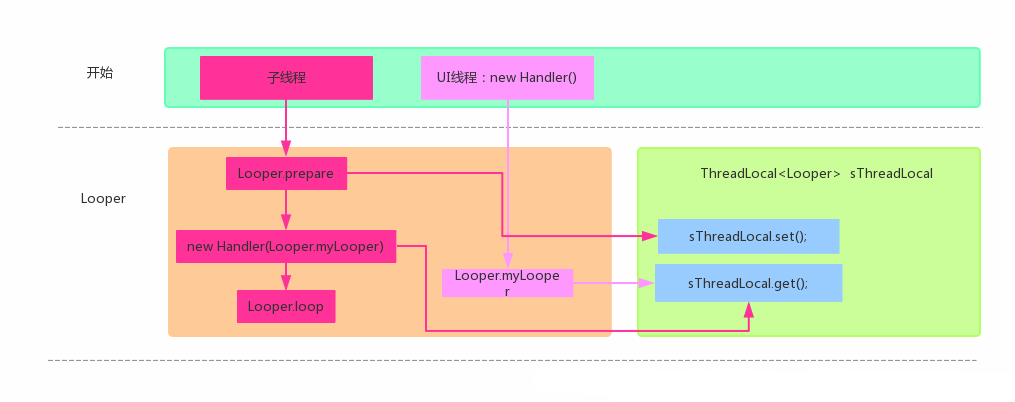 开始
子线程
UI线程：new Handler()
Looper
Looper.prepare
new Handler(Looper.myLooper)
Looper.loop
Looper.myLoope
r
ThreadLocal<Looper> sThreadLocal
sThreadLocal.set();
sThreadLocal.get();